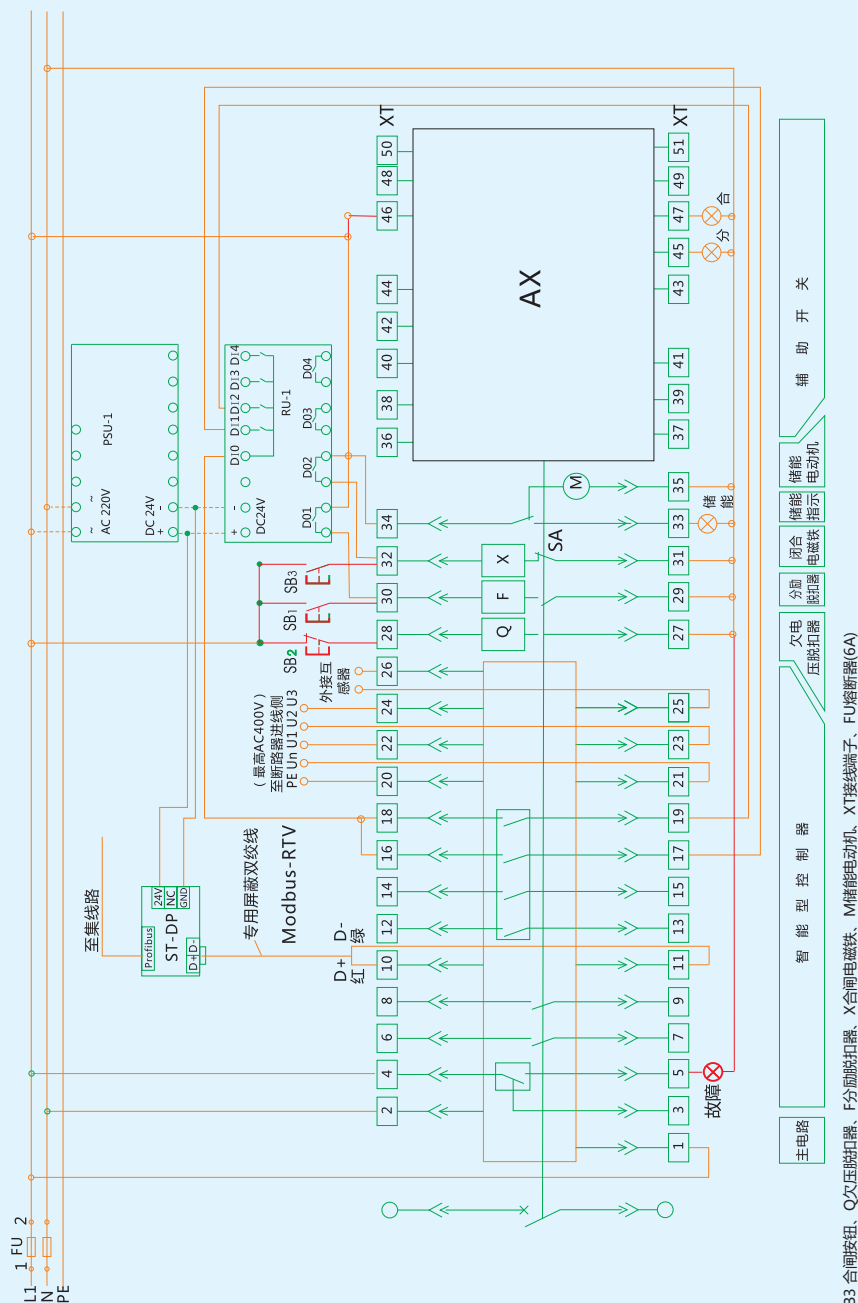 L1
N
PE
1 FU 2
至集线路
Profibus
ST-DP
D+ D-
24V
NC
GND
专用屏蔽双绞线
Modbus-RTV
D+ D-
红 绿
(最高AC400V)
至断路器进线侧
PE Un U1 U2 U3
外接互
感器
SB2
SB1
SB3
PSU-1
~ ~
AC 220V
DC 24V
+ -
DI0 DI1 DI2 DI3 DI4
RU-1
+ -
DC24V
D01 D02 D03 D04
2 4 6 8 10 12 14 16 18 20 22 24 26 28 30 32 34 36 38 40 42 44 46 48 50
XT
Q F X M
SA
AX
1 3 5 7 9 11 13 15 17 19 21 23 25 27 29 31 33 35 37 39 41 43 45 47 49 51
XT
故障
储能
分
合
主电路
智能型控制器
欠电
压脱扣器
分励
脱扣器
闭合
电磁铁
储能
指示
储能
电动机
辅助开关
B3 合闸按钮、Q欠压脱扣器、F分励脱扣器、X合闸电磁铁、M储能电动机、XT接线端子、FU熔断器(6A)